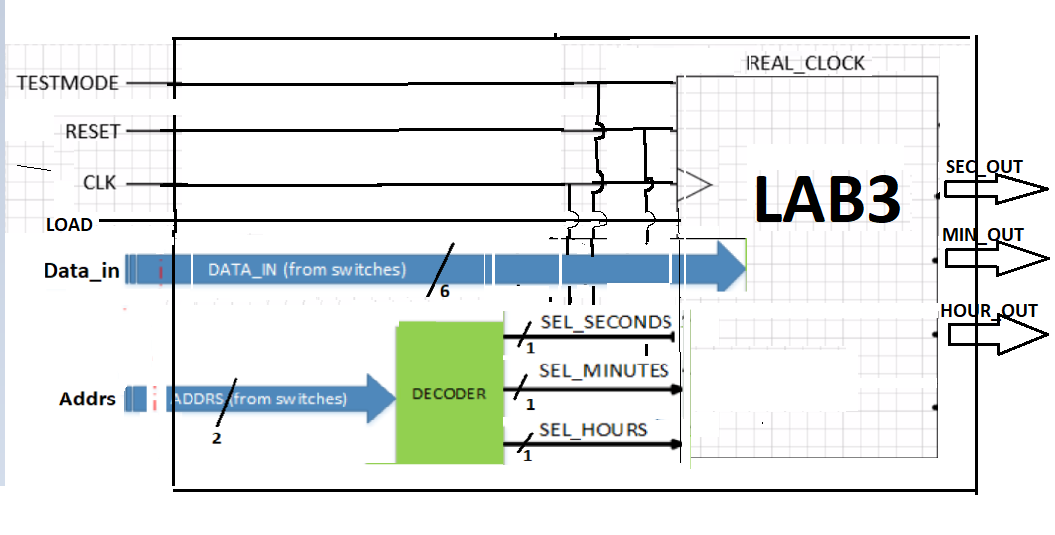 REAL_CLOCK
TESTMODE
RESET
CLK
LOAD
LAB3
SEC_OUT
MIN_OUT
HOUR_OUT
Data_in
DATA_IN (from switches)
6
SEL_SECONDS
1
SEL_MINUTES
1
SEL_HOURS
1
DECODER
Addrs
ADDRS (from switches)
2